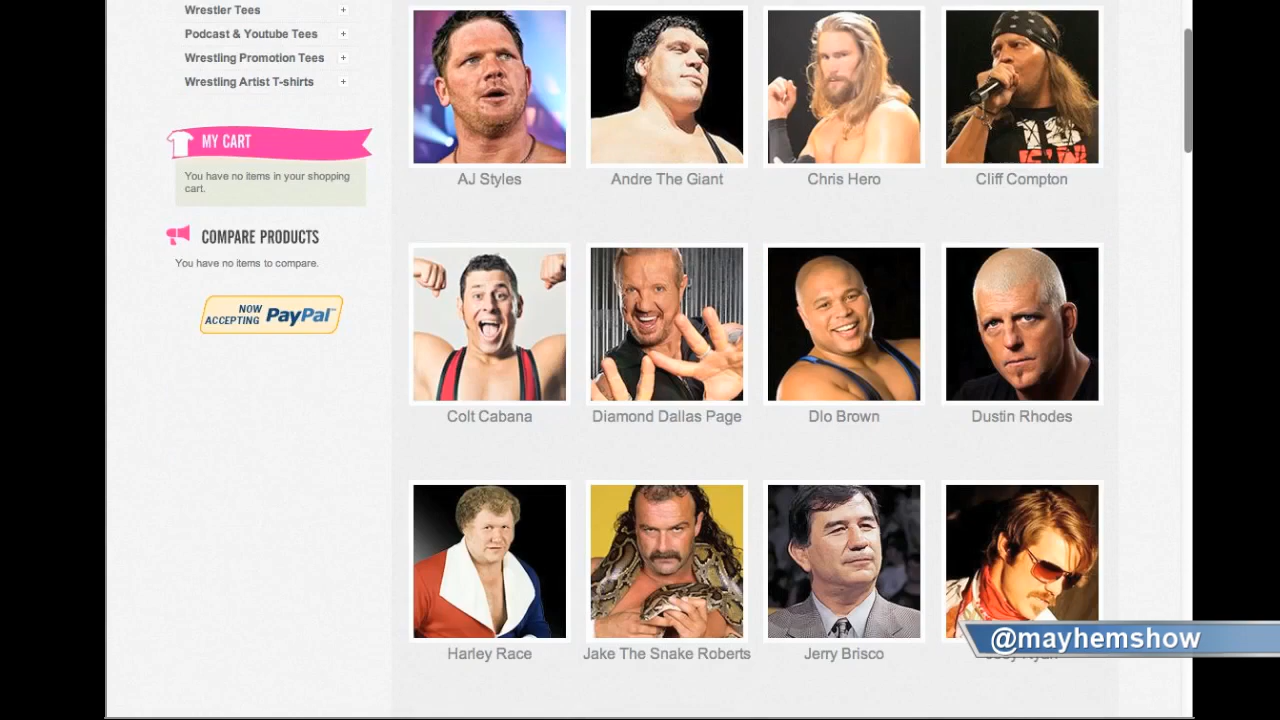 Wrestler Tees +
Podcast & Youtube Tees +
Wrestling Promotion Tees +
Wrestling Artist T-shirts +
MY CART
You have no items in your shopping
cart.
COMPARE PRODUCTS
You have no items to compare.
NOW
ACCEPTING PayPal™
AJ Styles
Andre The Giant
Chris Hero
Cliff Compton
Colt Cabana
Diamond Dallas Page
Dlo Brown
Dustin Rhodes
Harley Race
Jake The Snake Roberts
Jerry Brisco
@mayhemshow